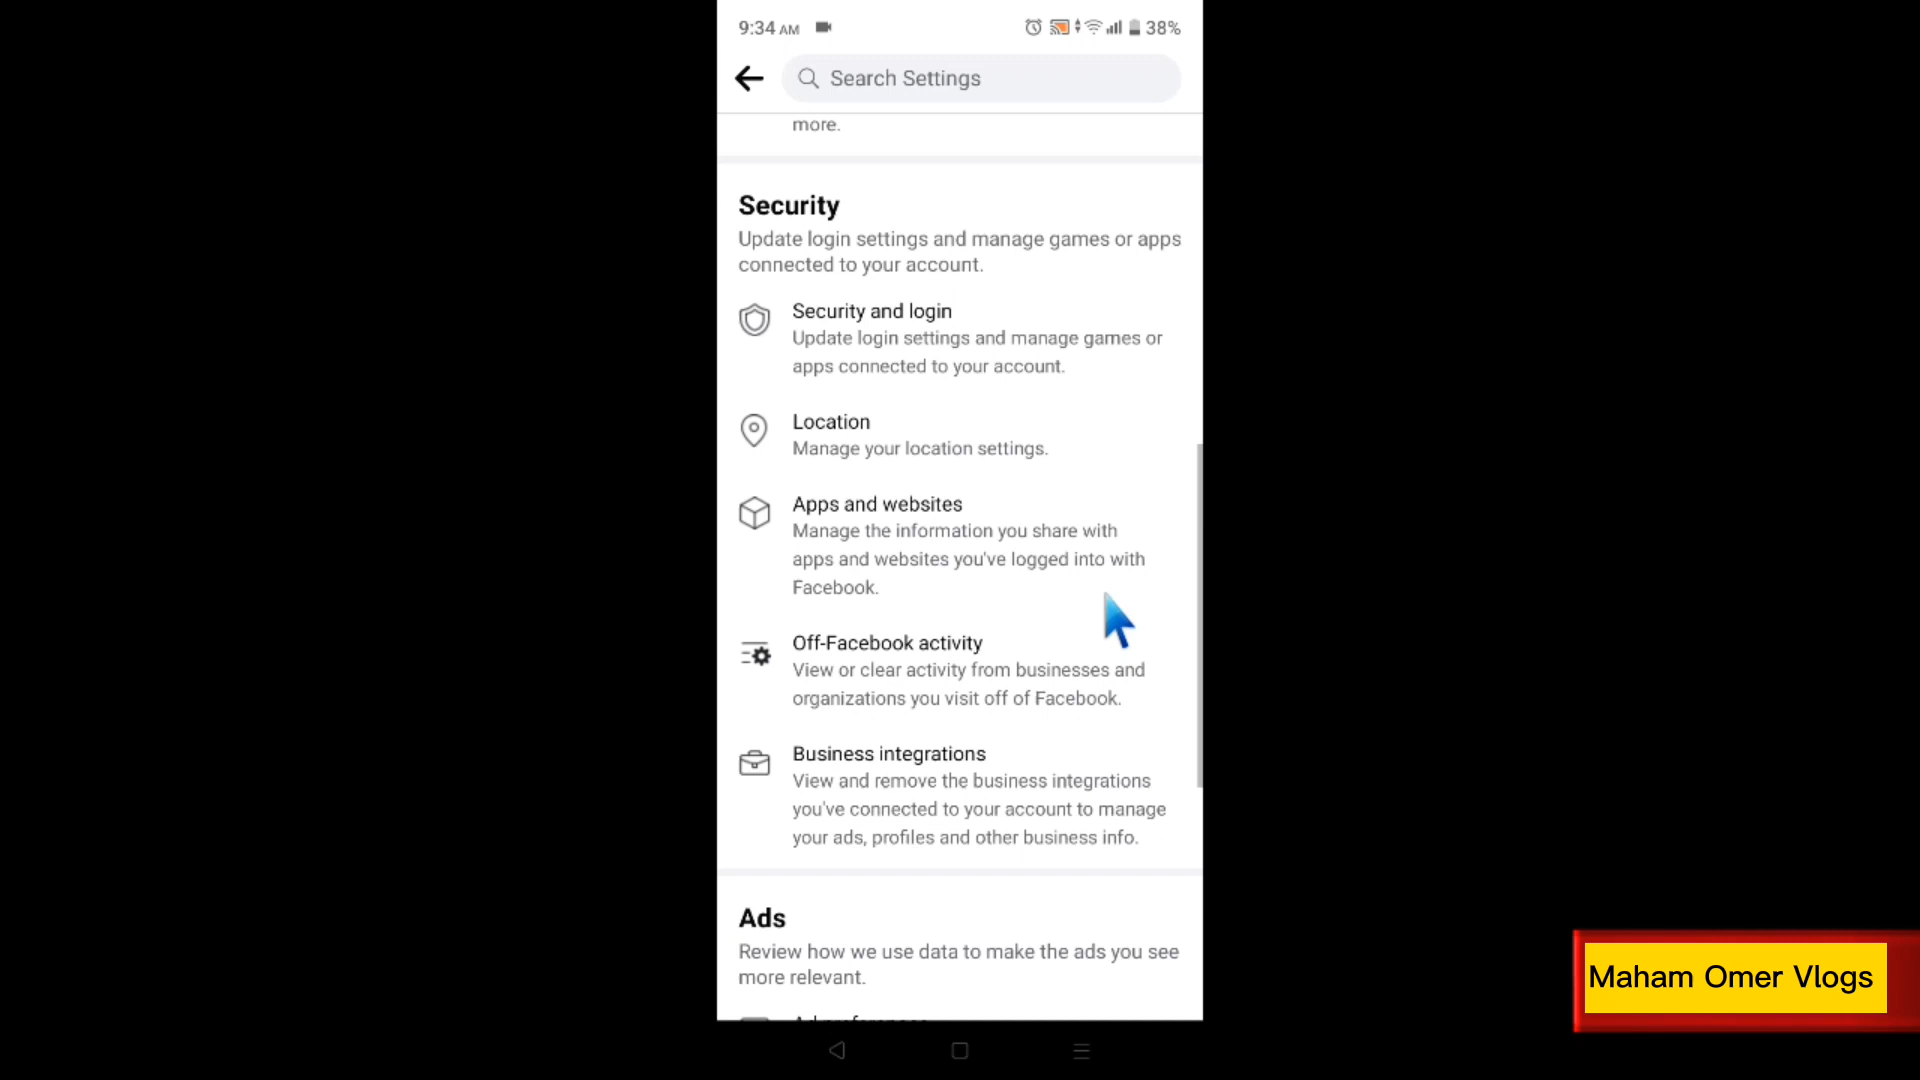 9:34 AM
38%
Search Settings
more.
Security
Update login settings and manage games or apps
connected to your account.
Security and login
Update login settings and manage games or
apps connected to your account.
Location
Manage your location settings.
Apps and websites
Manage the information you share with
apps and websites you've logged into with
Facebook.
Off-Facebook activity
View or clear activity from businesses and
organizations you visit off of Facebook.
Business integrations
View and remove the business integrations
you've connected to your account to manage
your ads, profiles and other business info.
Ads
Review how we use data to make the ads you see
more relevant.
Ad preferences
Maham Omer Vlogs